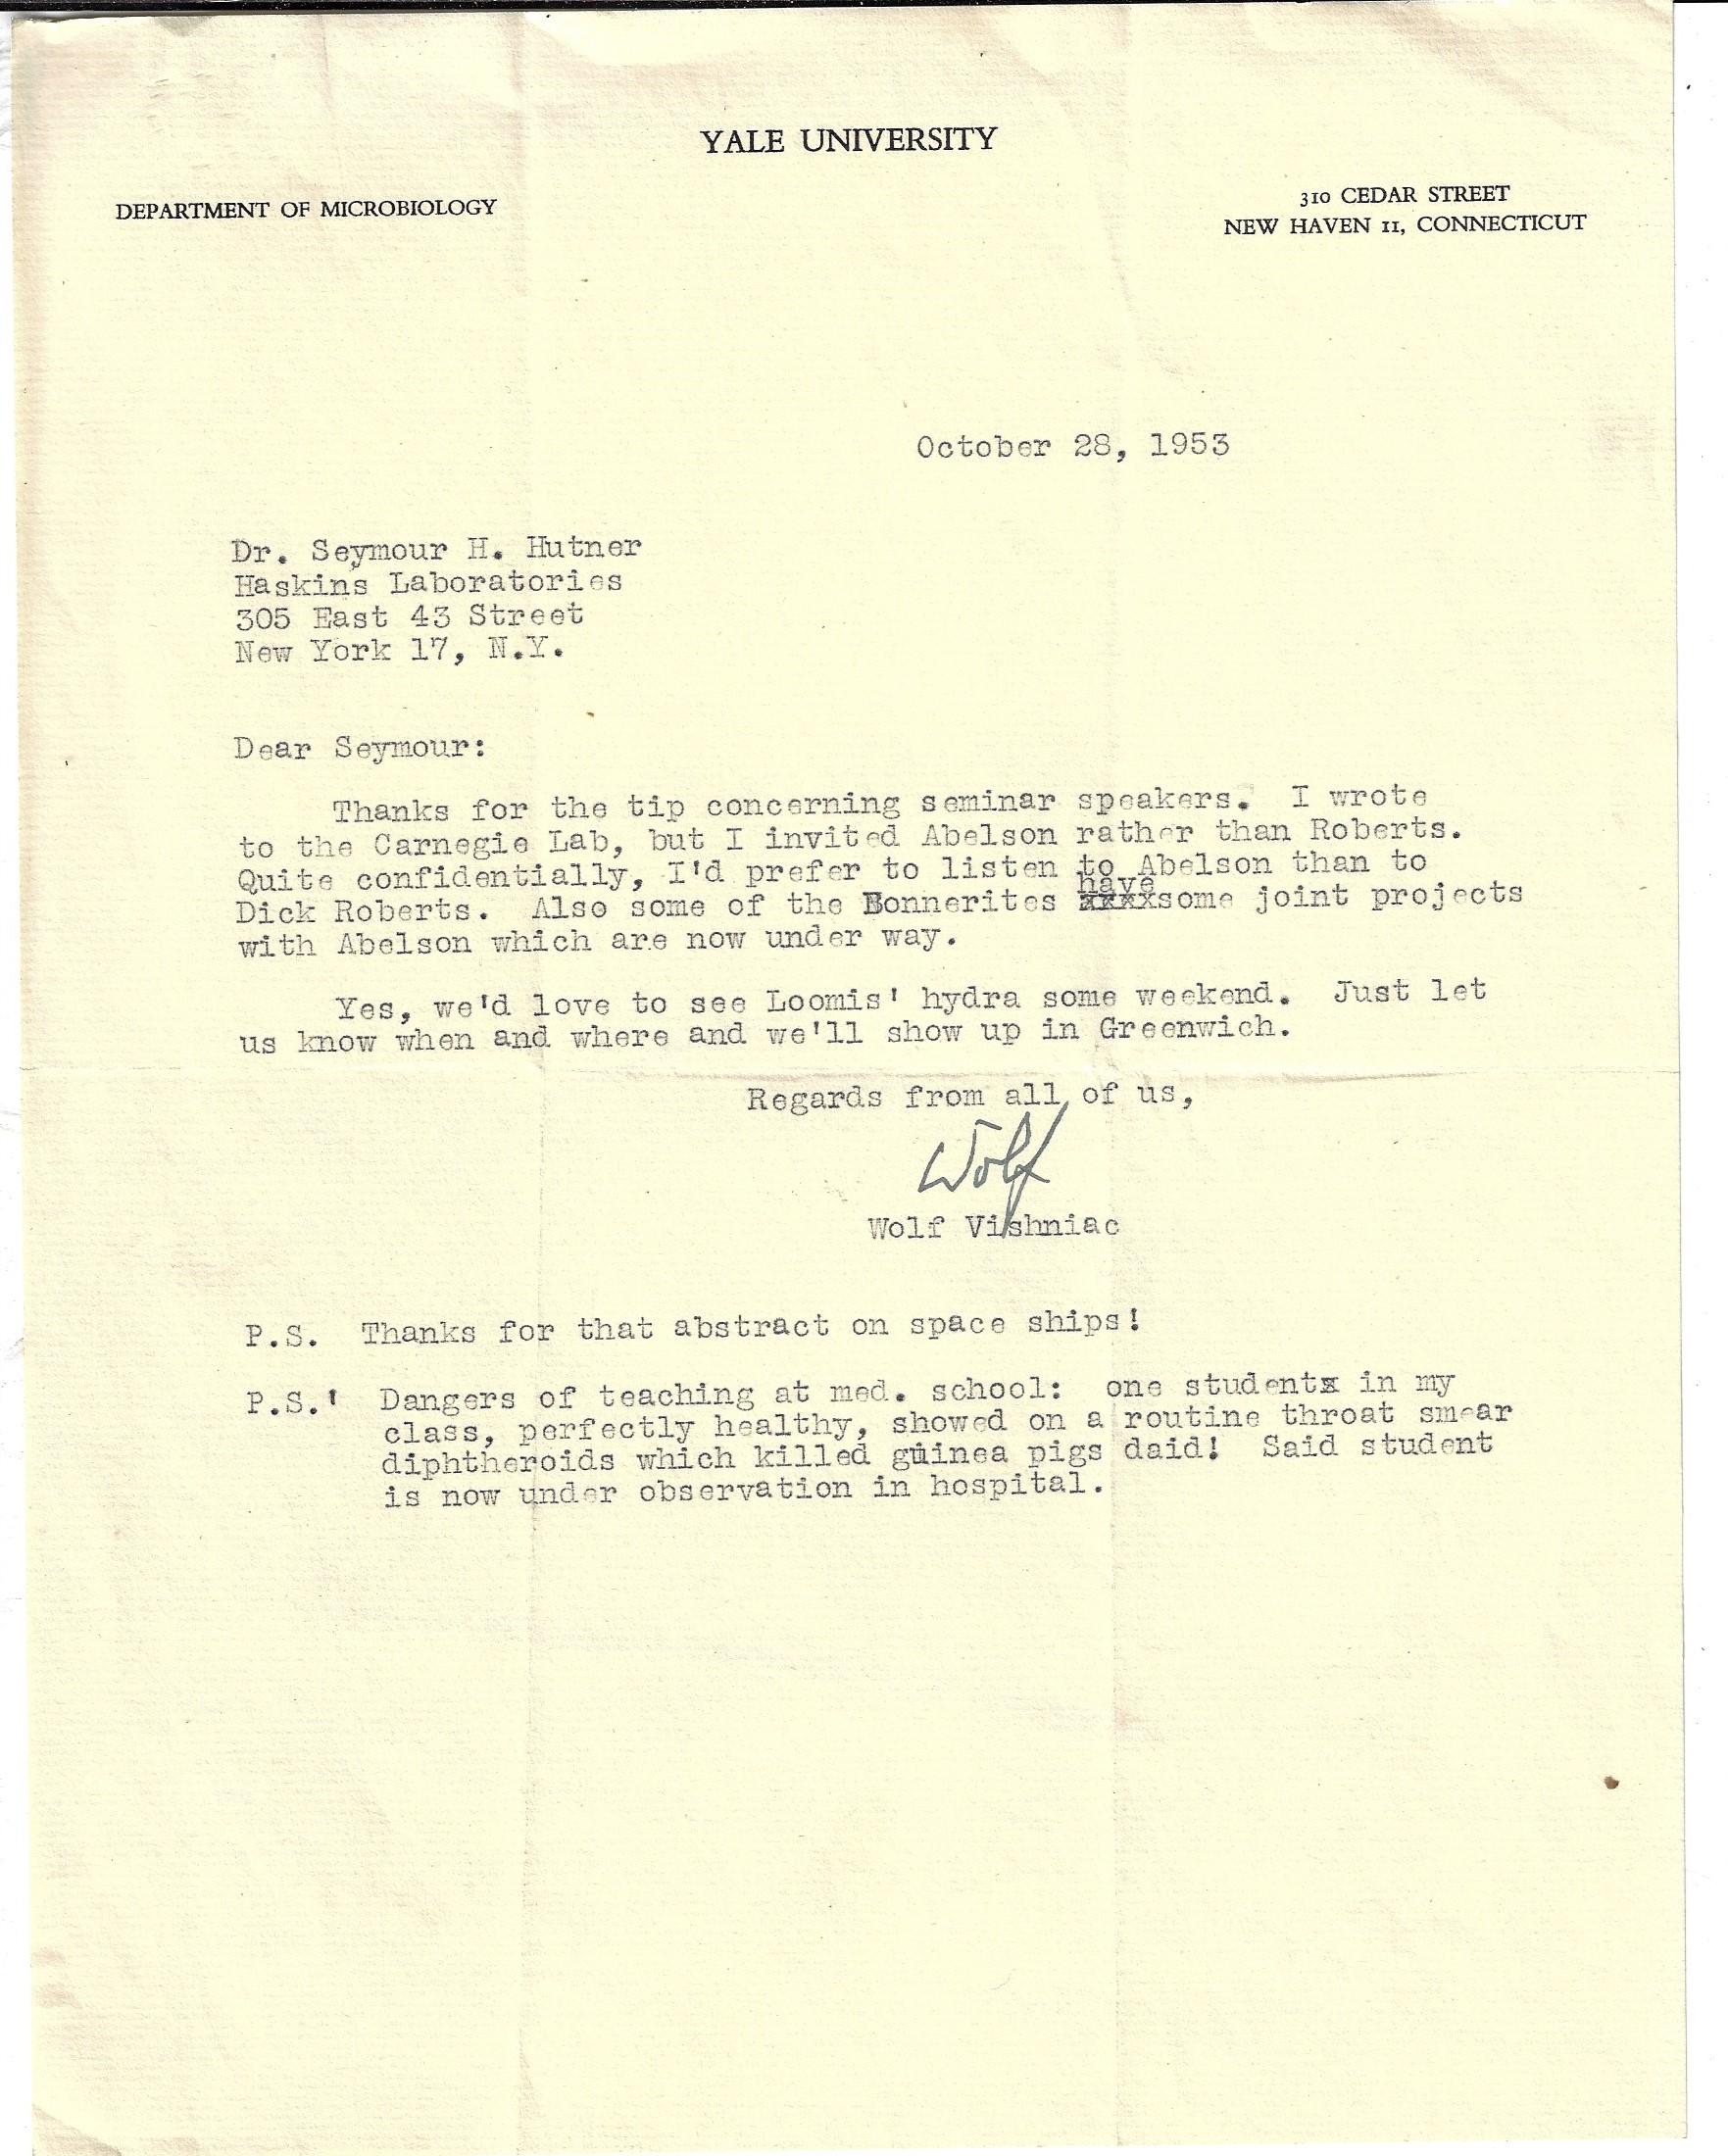 YALE UNIVERSITY
DEPARTMENT OF MICROBIOLOGY
310 CEDAR STREET
NEW HAVEN 11, CONNECTICUT
October 28, 1953
Dr. Seymour H. Hutner
Haskins Laboratories
305 East 43 Street
New York 17, N.Y.
Dear Seymour:
Thanks for the tip concerning seminar speakers. I wrote
to the Carnegie Lab, but I invited Abelson rather than Roberts.
Quite confidentially, I'd prefer to listen to Abelson than to
have
Dick Roberts. Also some of the Bonnerites xxxxsome joint projects
with Abelson which are now under way.
Yes, we'd love to see Loomis' hydra some weekend. Just let
us know when and where and we'll show up in Greenwich.
Regards from all of us,
Wolf
Wolf Vishniac
P.S. Thanks for that abstract on space ships!
P.S.' Dangers of teaching at med. school: one studentx in my
class, perfectly healthy, showed on a routine throat smear
diphtheroids which killed guinea pigs daid! Said student
is now under observation in hospital.